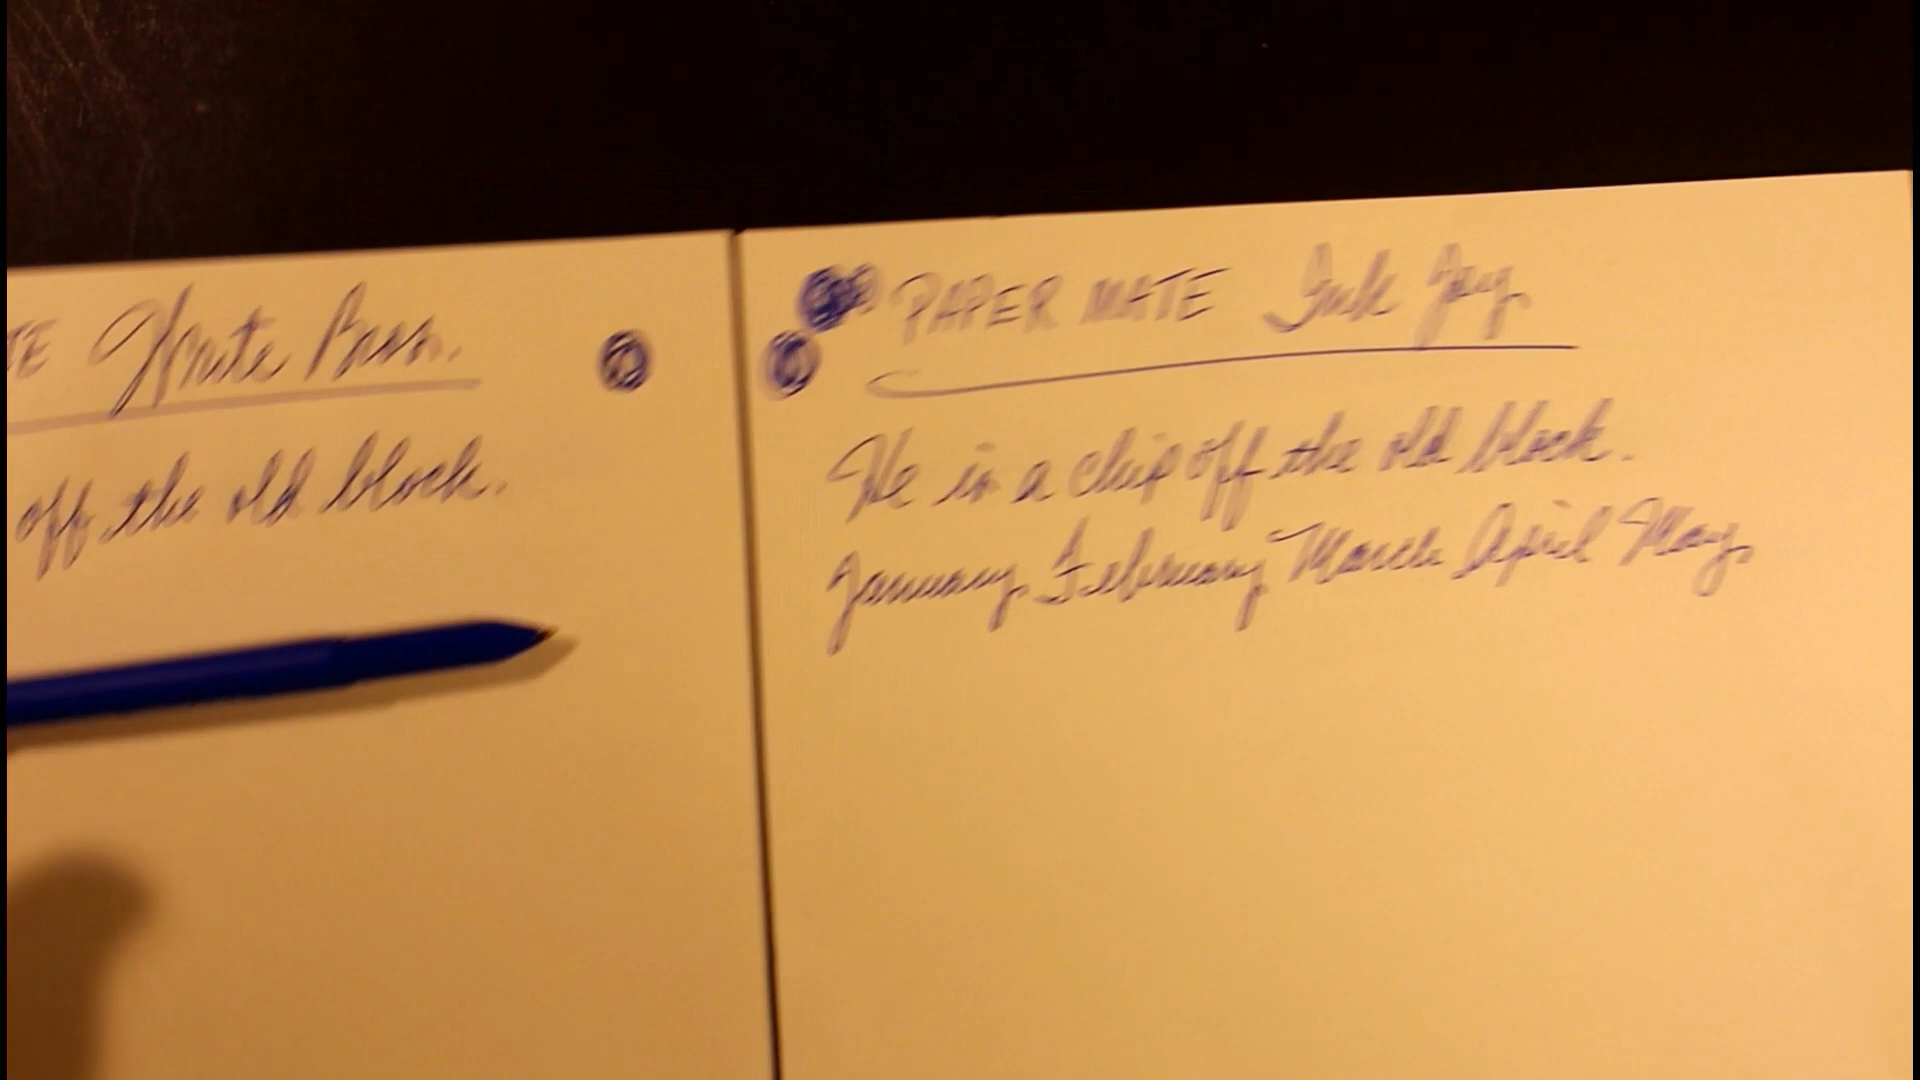 TE Write Bros.
off the old block.
PAPER MATE Ink Joy
He is a chip off the old block.
January February March April May